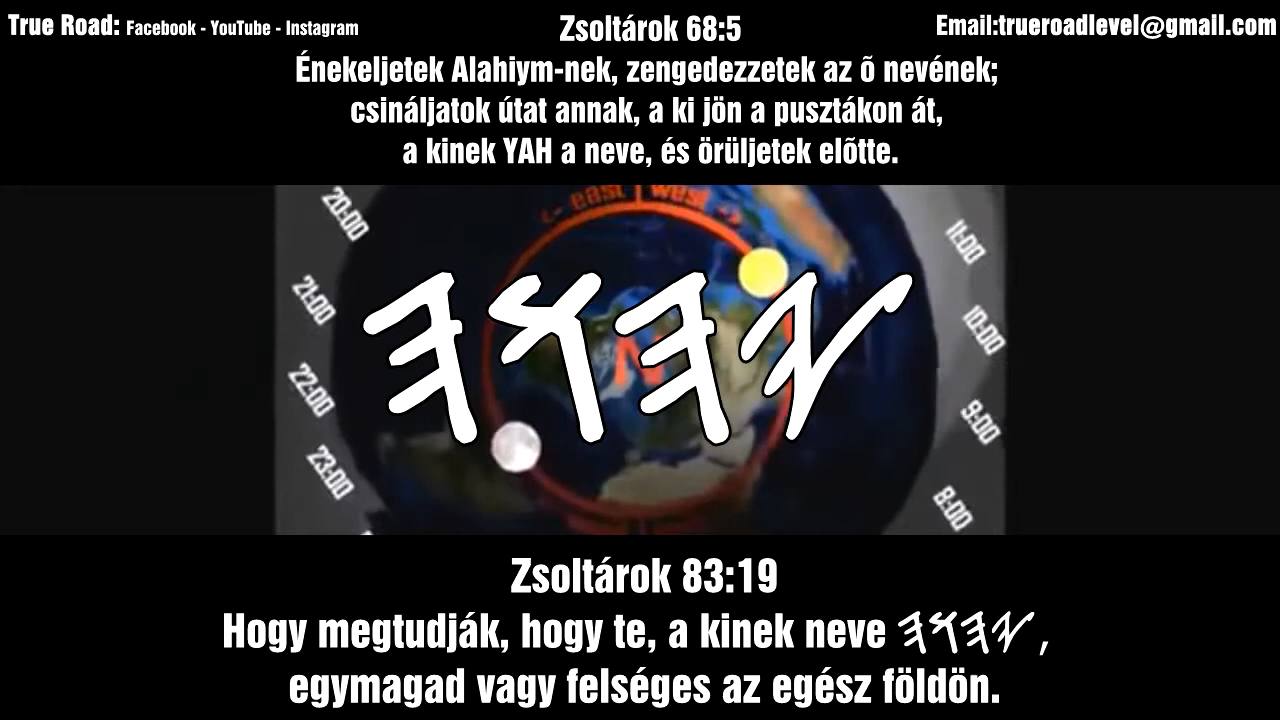 True Road: Facebook - YouTube - Instagram
Zsoltárok 68:5
Email:trueroadlevel@gmail.com
Énekeljetek Alahiym-nek, zengedezzetek az õ nevének;
csináljatok útat annak, a ki jön a pusztákon át,
a kinek YAH a neve, és örüljetek elõtte.
<- east | west ->
20:00
21:00
22:00
23:00
11:00
10:00
9:00
8:00
𐤉𐤄𐤅𐤄
N
Zsoltárok 83:19
Hogy megtudják, hogy te, a kinek neve 𐤉𐤄𐤅𐤄 ,
egymagad vagy felséges az egész földön.